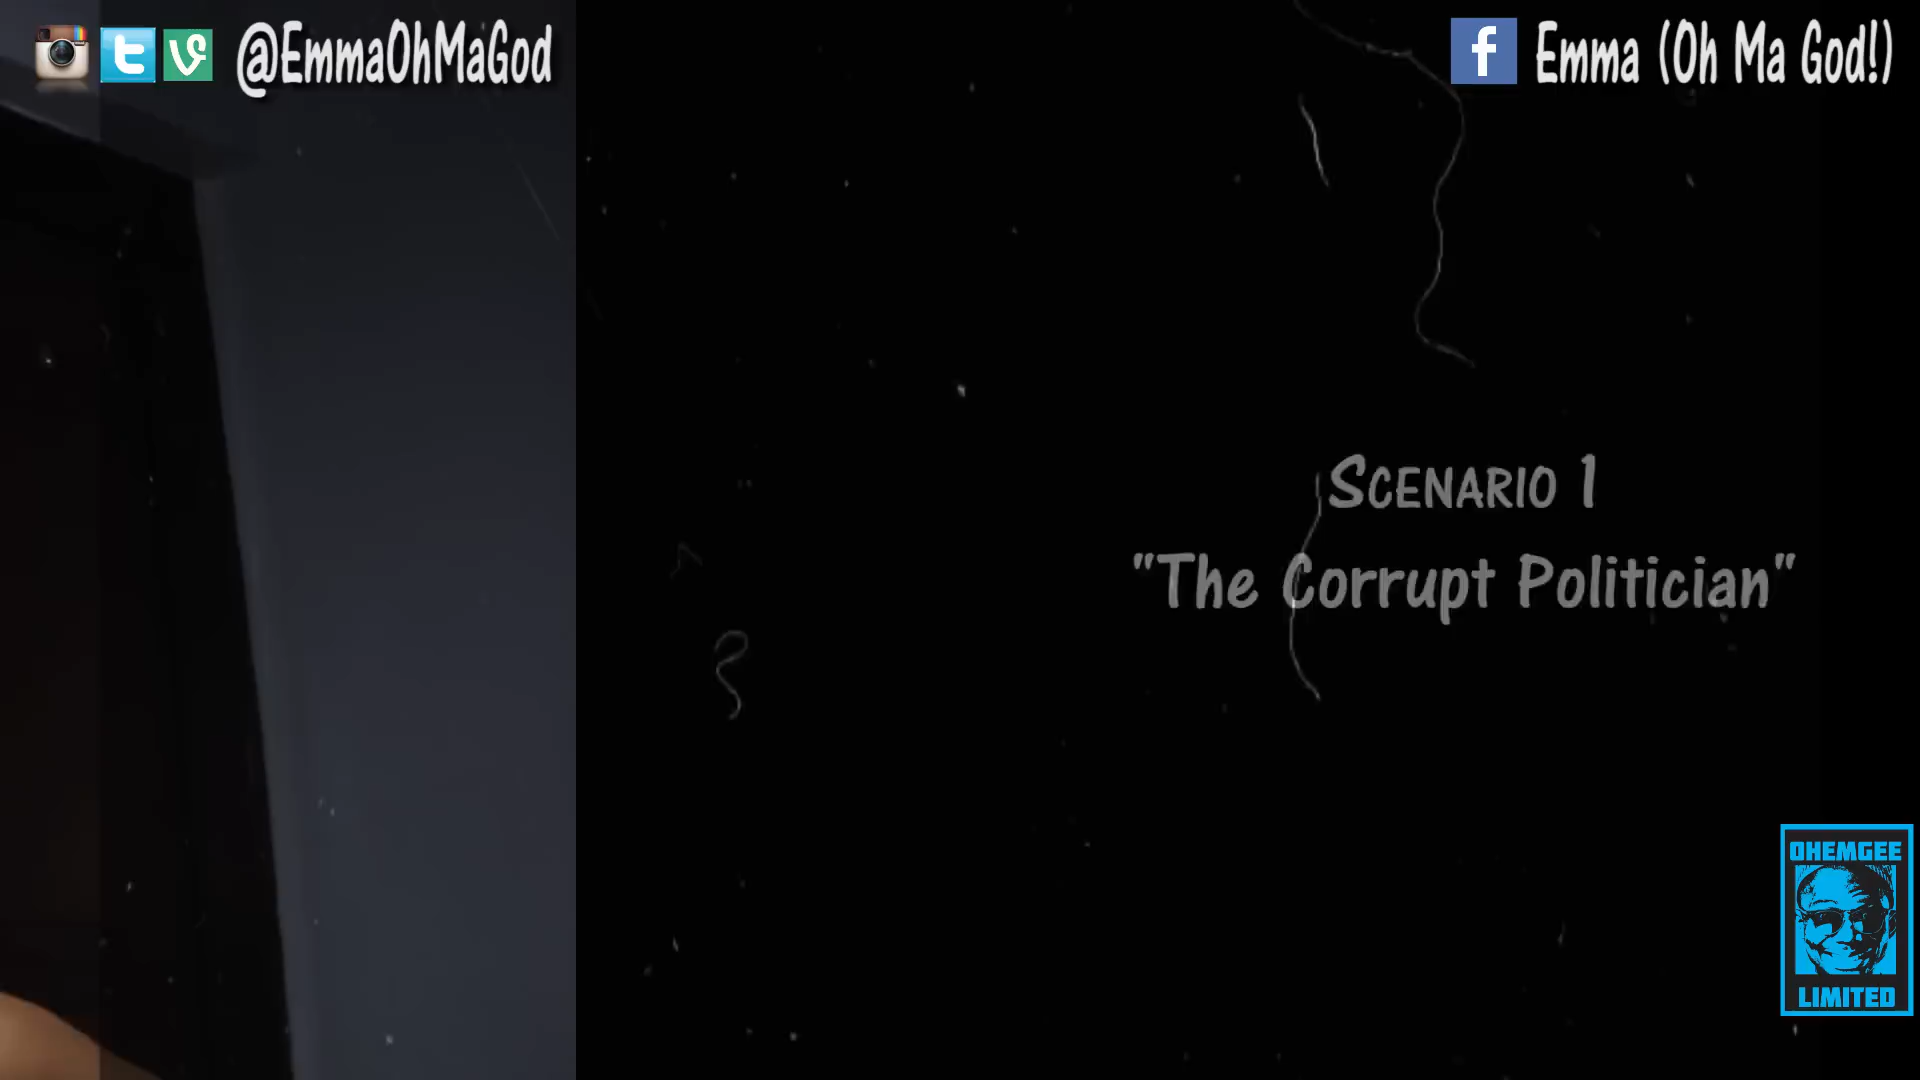 @EmmaOhMaGod
Emma (Oh Ma God!)
SCENARIO 1
"The Corrupt Politician"
OHEMGEE
LIMITED